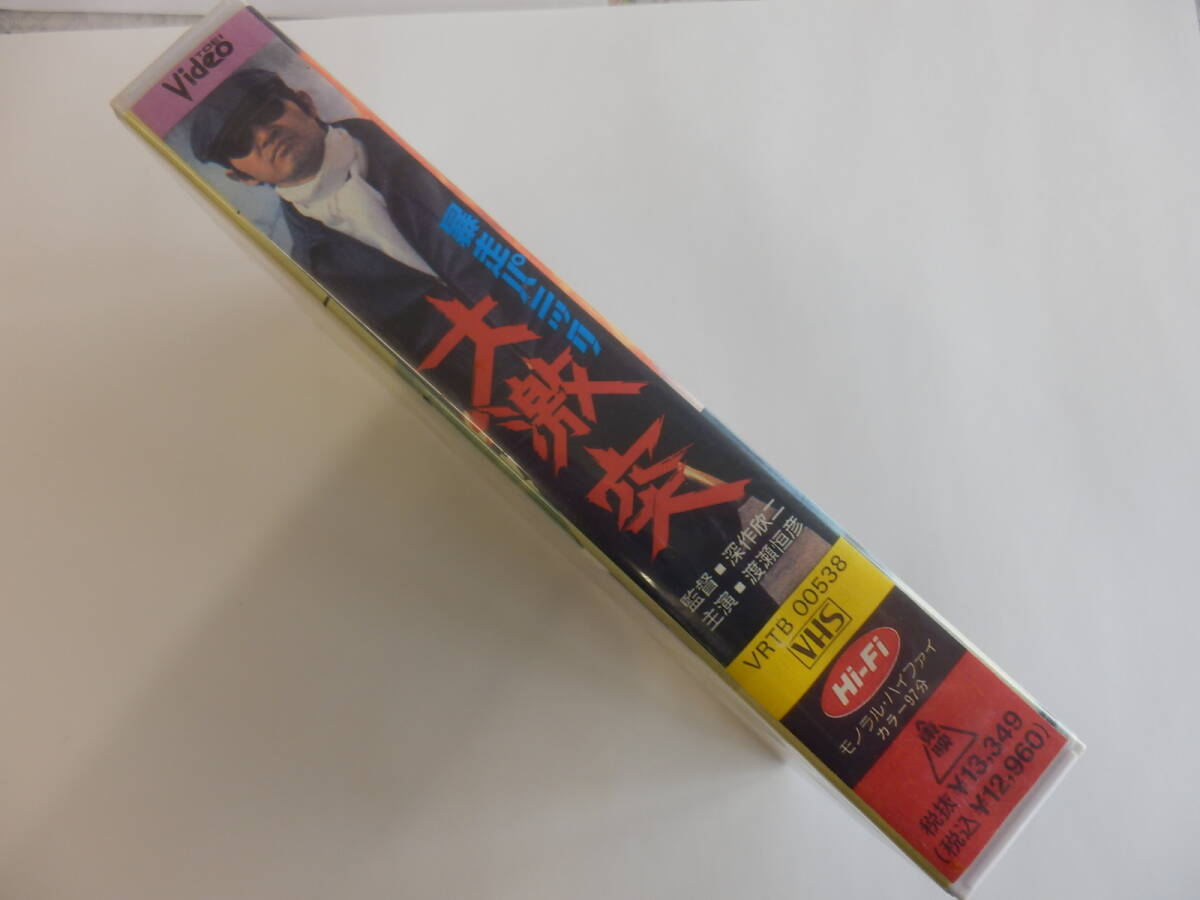 TOEI
Video
暴走パニック
大激突
監督■深作欣二
主演■渡瀬恒彦
VRTB 00538
VHS
Hi-Fi
モノラル・ハイファイ
カラー97分
東映
税抜¥13,349
(税込¥12,960)